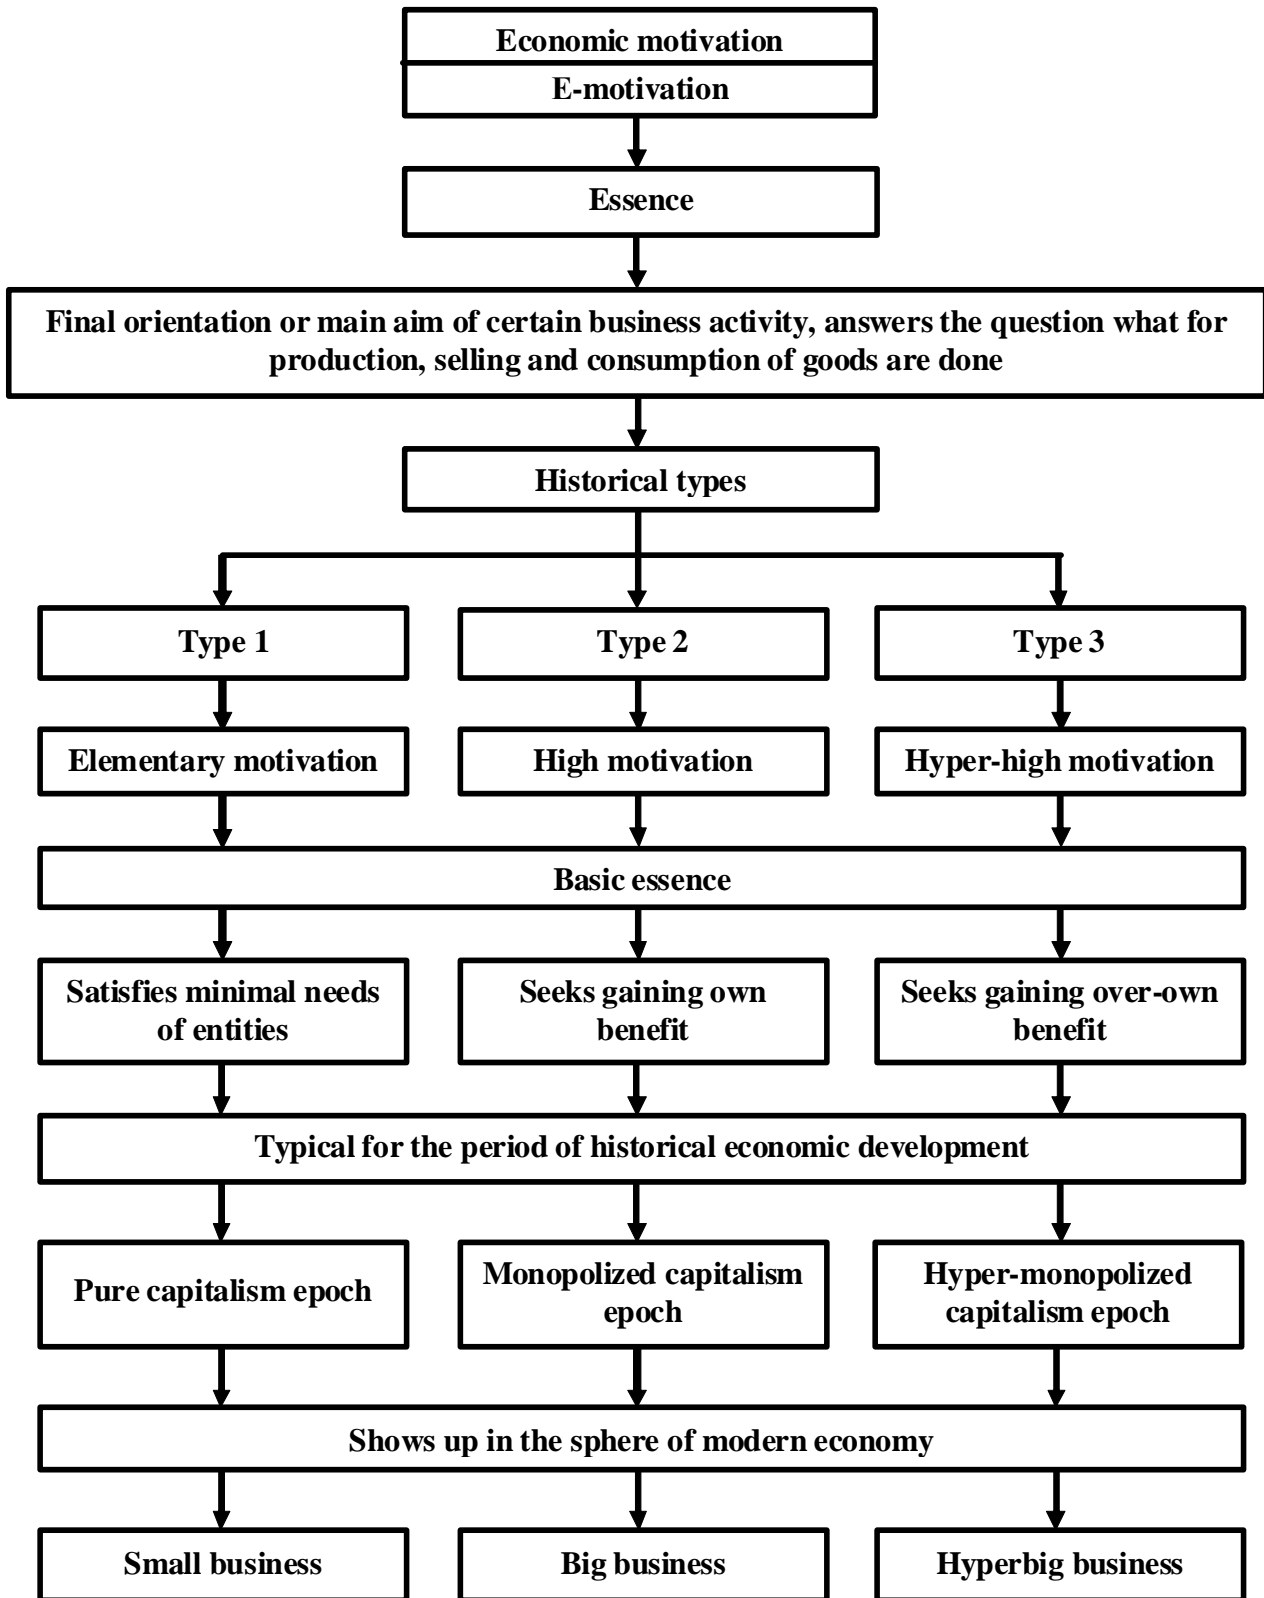 Economic motivation
E-motivation
Essence
Final orientation or main aim of certain business activity, answers the question what for
production, selling and consumption of goods are done
Historical types
Type 1
Type 2
Type 3
Elementary motivation
High motivation
Hyper-high motivation
Basic essence
Satisfies minimal needs
of entities
Seeks gaining own
benefit
Seeks gaining over-own
benefit
Typical for the period of historical economic development
Pure capitalism epoch
Monopolized capitalism
epoch
Hyper-monopolized
capitalism epoch
Shows up in the sphere of modern economy
Small business
Big business
Hyperbig business